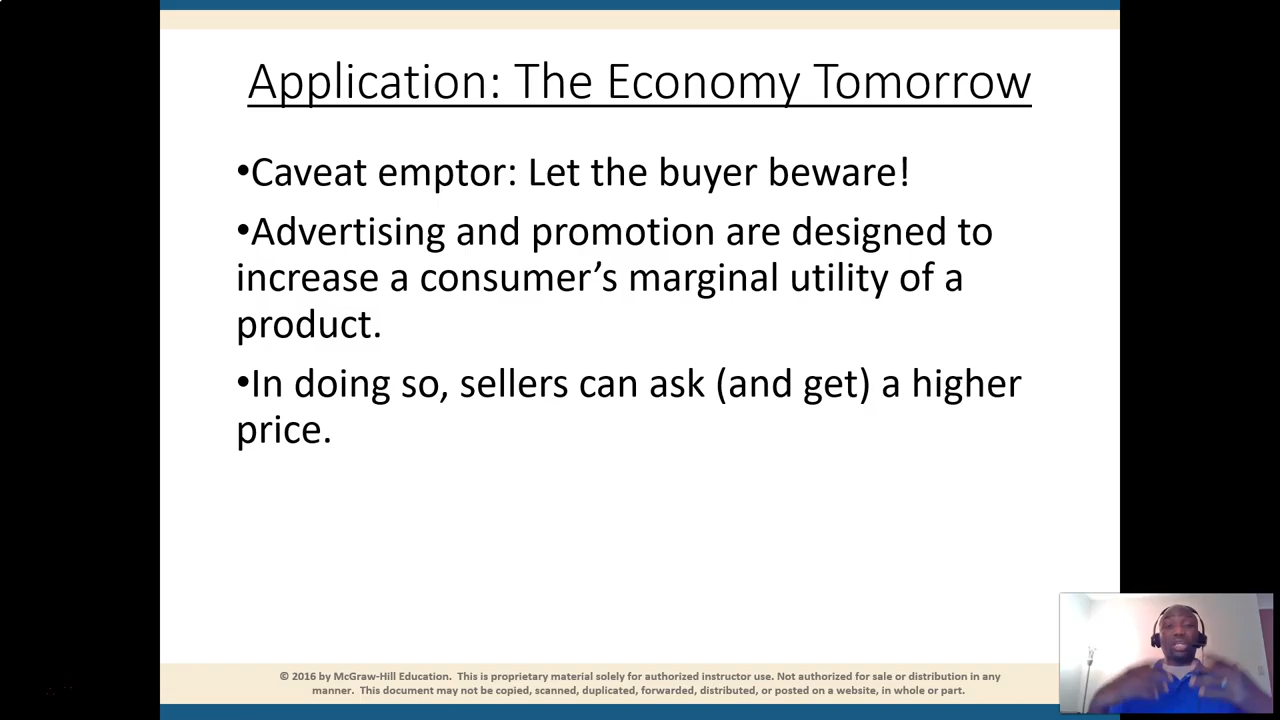 Application: The Economy Tomorrow
•Caveat emptor: Let the buyer beware!
•Advertising and promotion are designed to
increase a consumer’s marginal utility of a
product.
•In doing so, sellers can ask (and get) a higher
price.
© 2016 by McGraw-Hill Education.  This is proprietary material solely for authorized instructor use. Not authorized for sale or distribution in any
manner.  This document may not be copied, scanned, duplicated, forwarded, distributed, or posted on a website, in whole or part.